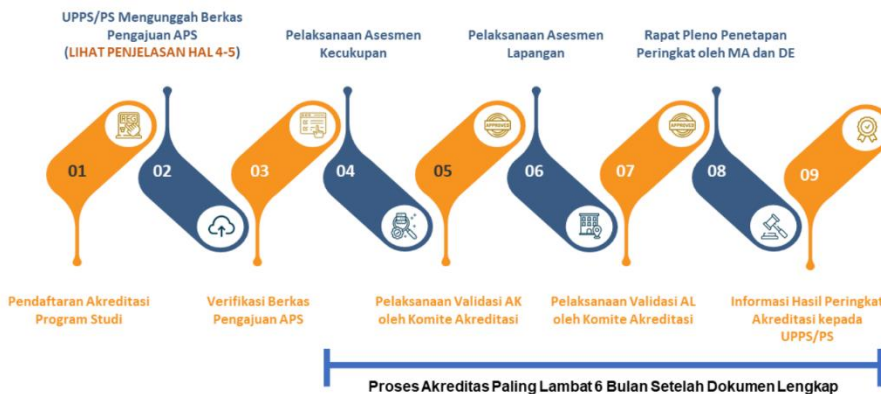 UPPS/PS Mengunggah Berkas
Pengajuan APS
(LIHAT PENJELASAN HAL 4-5)
Pelaksanaan Asesmen
Kecukupan
Pelaksanaan Asesmen
Lapangan
Rapat Pleno Penetapan
Peringkat oleh MA dan DE
01
02
03
04
05
06
07
08
09
APPROVED
APPROVED
Pendaftaran Akreditasi
Program Studi
Verifikasi Berkas
Pengajuan APS
Pelaksanaan Validasi AK
oleh Komite Akreditasi
Pelaksanaan Validasi AL
oleh Komite Akreditasi
Informasi Hasil Peringkat
Akreditasi kepada
UPPS/PS
Proses Akreditas Paling Lambat 6 Bulan Setelah Dokumen Lengkap